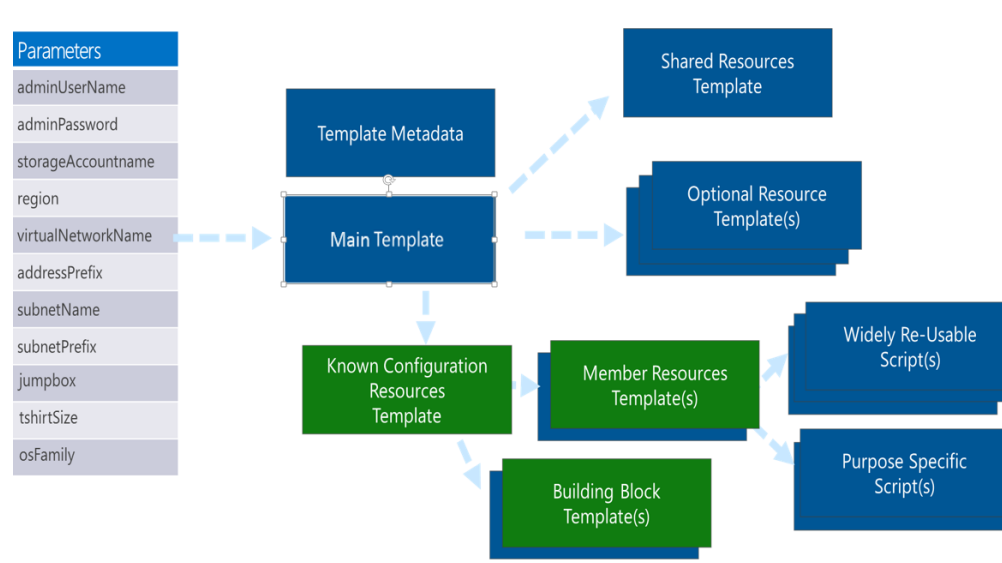 Parameters
adminUserName
adminPassword
storageAccountname
region
virtualNetworkName
addressPrefix
subnetName
subnetPrefix
jumpbox
tshirtSize
osFamily
Template Metadata
Main Template
Shared Resources
Template
Optional Resource
Template(s)
Known Configuration
Resources
Template
Member Resources
Template(s)
Building Block
Template(s)
Widely Re-Usable
Script(s)
Purpose Specific
Script(s)